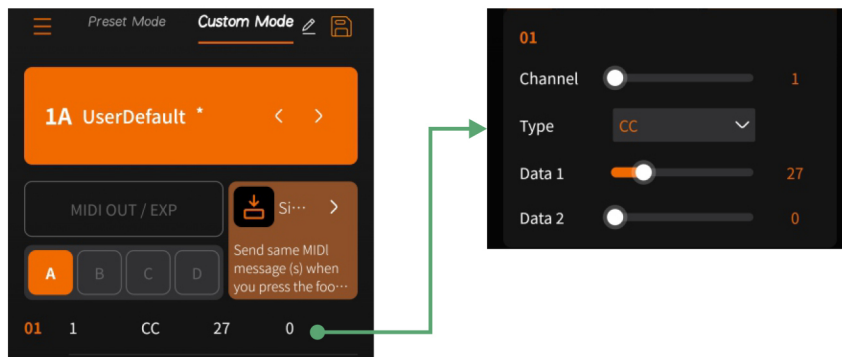 Preset Mode Custom Mode
1A UserDefault *
MIDI OUT / EXP
Si···
Send same MIDI
message (s) when
you press the foo···
A B C D
01 1 CC 27 0
01
Channel 1
Type CC
Data 1 27
Data 2 0